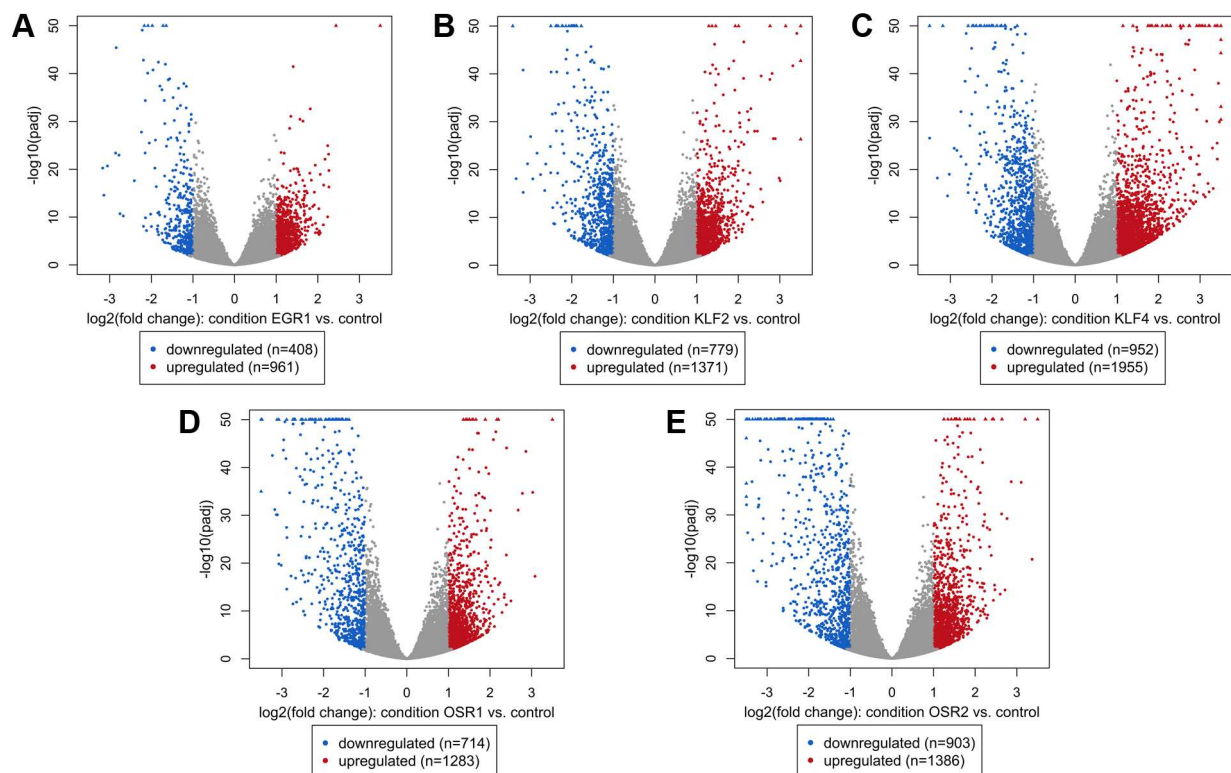 A
50
40
30
20
10
0
-log10(padj)
-3 -2 -1 0 1 2 3
log2(fold change): condition EGR1 vs. control
downregulated (n=408)
upregulated (n=961)
B
50
40
30
20
10
0
-log10(padj)
-3 -2 -1 0 1 2 3
log2(fold change): condition KLF2 vs. control
downregulated (n=779)
upregulated (n=1371)
C
50
40
30
20
10
0
-log10(padj)
-3 -2 -1 0 1 2 3
log2(fold change): condition KLF4 vs. control
downregulated (n=952)
upregulated (n=1955)
D
50
40
30
20
10
0
-log10(padj)
-3 -2 -1 0 1 2 3
log2(fold change): condition OSR1 vs. control
downregulated (n=714)
upregulated (n=1283)
E
50
40
30
20
10
0
-log10(padj)
-3 -2 -1 0 1 2 3
log2(fold change): condition OSR2 vs. control
downregulated (n=903)
upregulated (n=1386)